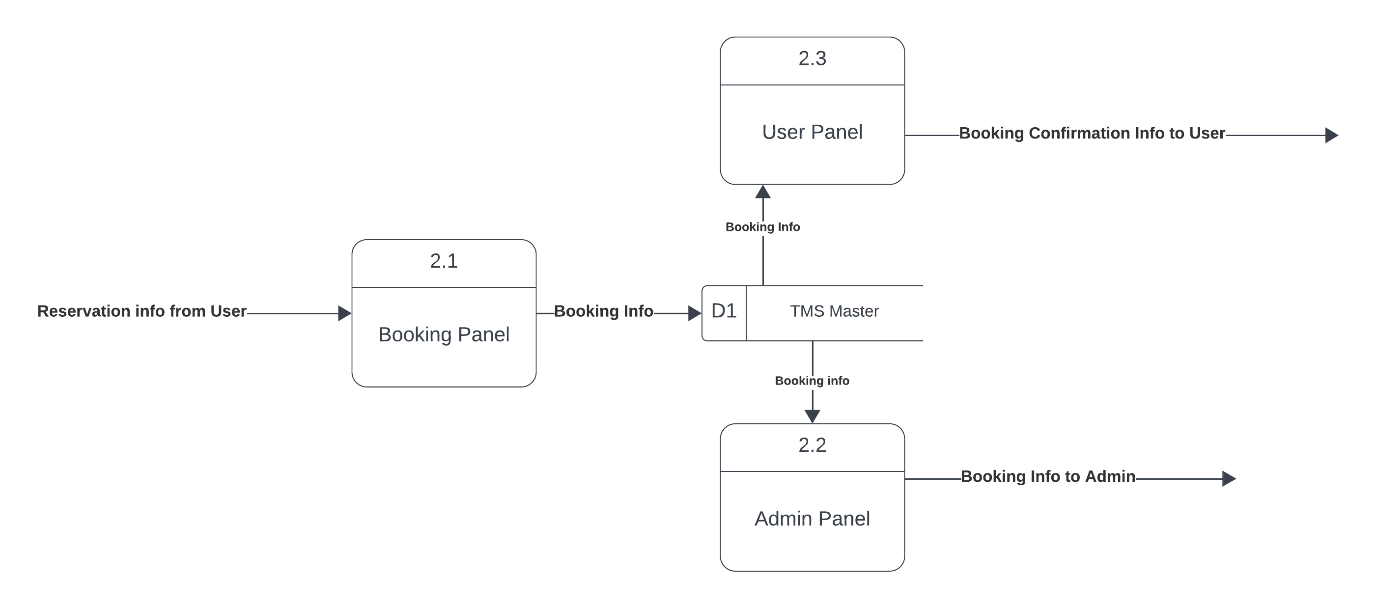 2.3
User Panel
Booking Confirmation Info to User
Booking Info
2.1
Reservation info from User
Booking Panel
Booking Info
D1
TMS Master
Booking info
2.2
Booking Info to Admin
Admin Panel